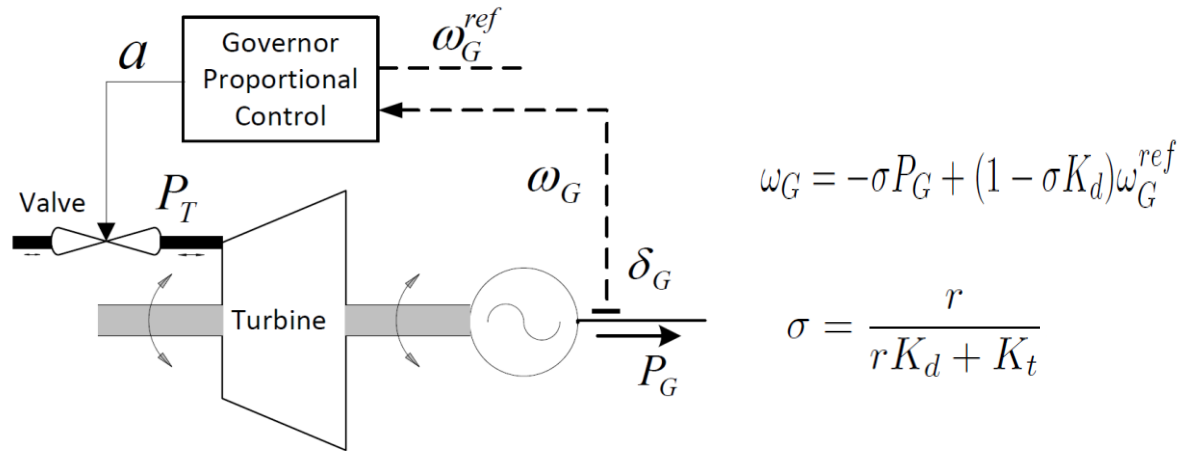 Governor
Proportional
Control
a
ω_G^{ref}
ω_G
Valve
P_T
δ_G
Turbine
P_G
ω_G = −σP_G + (1 − σK_d)ω_G^{ref}
σ = \frac{r}{rK_d + K_t}